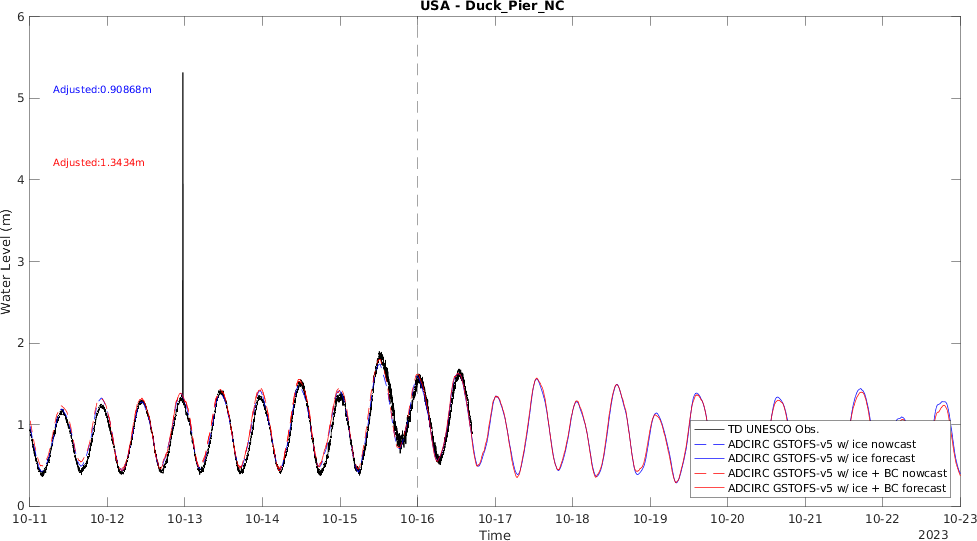 USA - Duck_Pier_NC
6
5
4
3
2
1
0
Water Level (m)
Adjusted:0.90868m
Adjusted:1.3434m
TD UNESCO Obs.
ADCIRC GSTOFS-v5 w/ ice nowcast
ADCIRC GSTOFS-v5 w/ ice forecast
ADCIRC GSTOFS-v5 w/ ice + BC nowcast
ADCIRC GSTOFS-v5 w/ ice + BC forecast
10-11 10-12 10-13 10-14 10-15 10-16 10-17 10-18 10-19 10-20 10-21 10-22 10-23
Time
2023